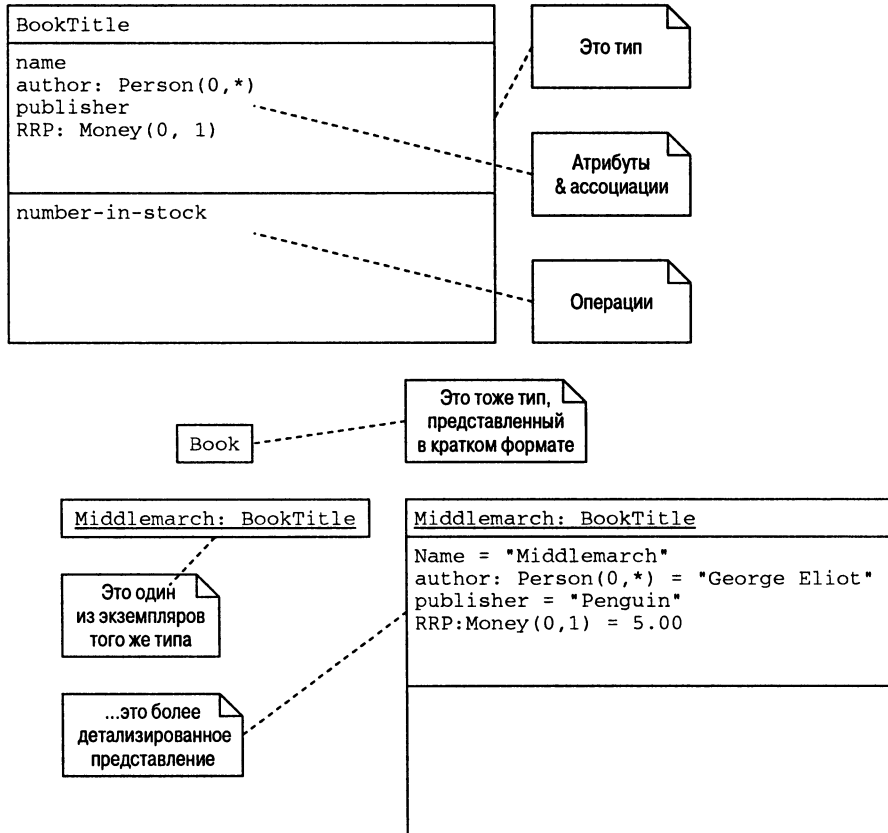 BookTitle
name
author: Person(0,*)
publisher
RRP: Money(0, 1)
number-in-stock
Это тип
Атрибуты
& ассоциации
Операции
Book
Это тоже тип,
представленный
в кратком формате
Middlemarch: BookTitle
Это один
из экземпляров
того же типа
...это более
детализированное
представление
Middlemarch: BookTitle
Name = "Middlemarch"
author: Person(0,*) = "George Eliot"
publisher = "Penguin"
RRP:Money(0,1) = 5.00